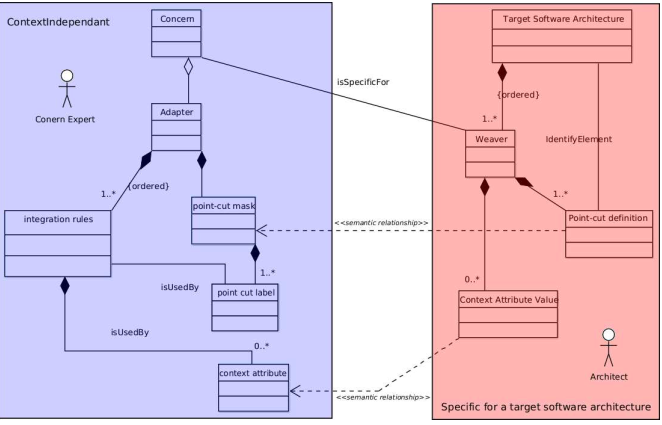 ContextIndependant
Concern
Conern Expert
Adapter
{ordered}
1..*
integration rules
point-cut mask
1..*
isUsedBy
point cut label
isUsedBy
0..*
context attribute
isSpecificFor
<<semantic relationship>>
<<semantic relationship>>
Target Software Architecture
{ordered}
1..*
Weaver
IdentifyElement
1..*
Point-cut definition
0..*
Context Attribute Value
Architect
Specific for a target software architecture